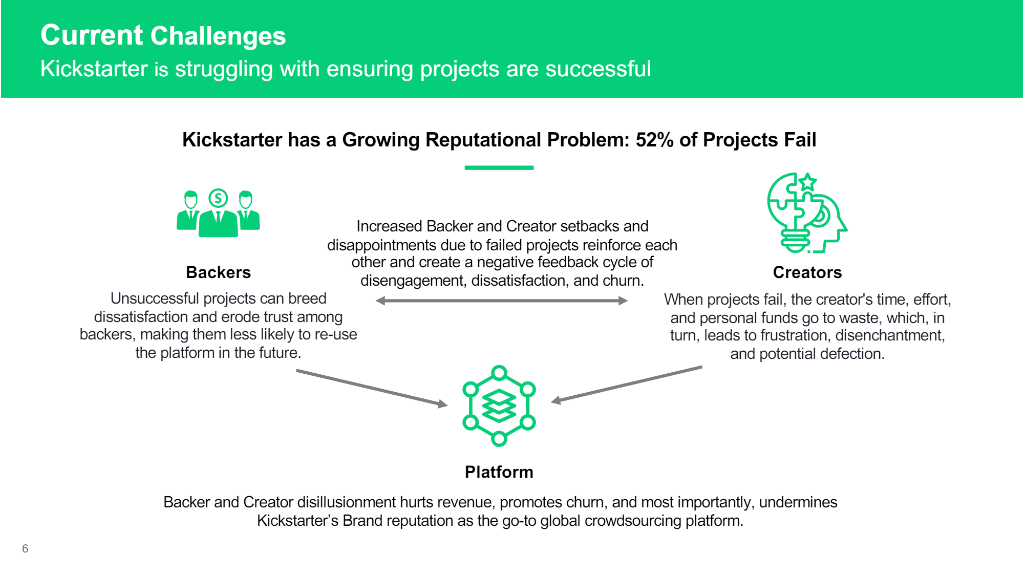 Current Challenges
Kickstarter is struggling with ensuring projects are successful
Kickstarter has a Growing Reputational Problem: 52% of Projects Fail
$
Increased Backer and Creator setbacks and
disappointments due to failed projects reinforce each
other and create a negative feedback cycle of
disengagement, dissatisfaction, and churn.
Backers
Unsuccessful projects can breed
dissatisfaction and erode trust among
backers, making them less likely to re-use
the platform in the future.
Creators
When projects fail, the creator's time, effort,
and personal funds go to waste, which, in
turn, leads to frustration, disenchantment,
and potential defection.
Platform
Backer and Creator disillusionment hurts revenue, promotes churn, and most importantly, undermines
Kickstarter’s Brand reputation as the go-to global crowdsourcing platform.
6